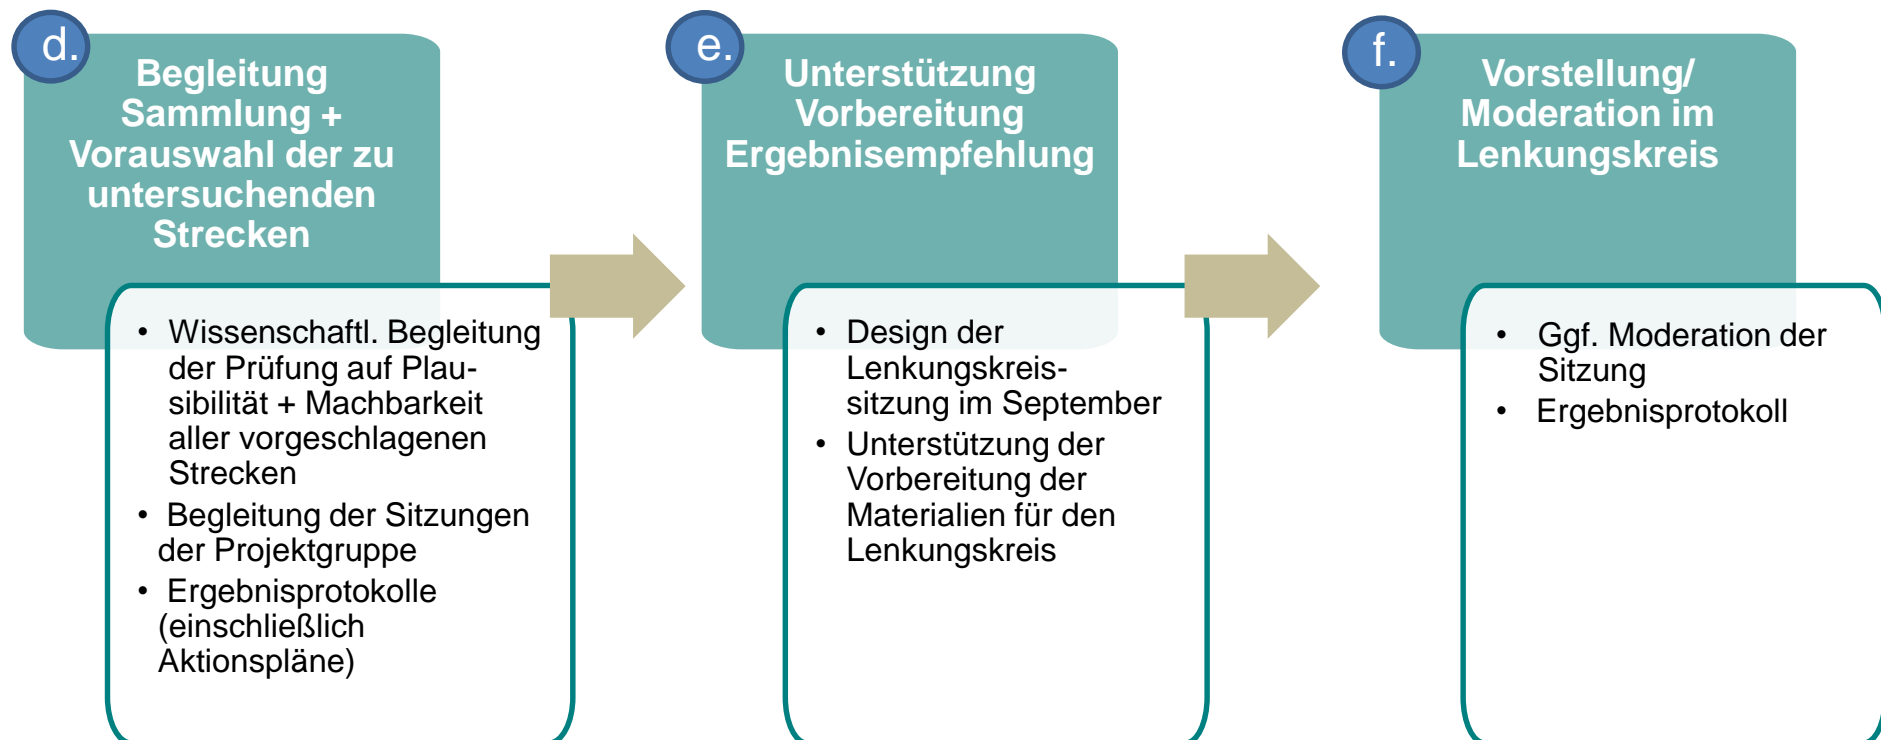 d.
Begleitung
Sammlung +
Vorauswahl der zu
untersuchenden
Strecken
• Wissenschaftl. Begleitung
der Prüfung auf Plau-
sibilität + Machbarkeit
aller vorgeschlagenen
Strecken
• Begleitung der Sitzungen
der Projektgruppe
• Ergebnisprotokolle
(einschließlich
Aktionspläne)
e.
Unterstützung
Vorbereitung
Ergebnisempfehlung
• Design der
Lenkungskreis-
sitzung im September
• Unterstützung der
Vorbereitung der
Materialien für den
Lenkungskreis
f.
Vorstellung/
Moderation im
Lenkungskreis
• Ggf. Moderation der
Sitzung
• Ergebnisprotokoll